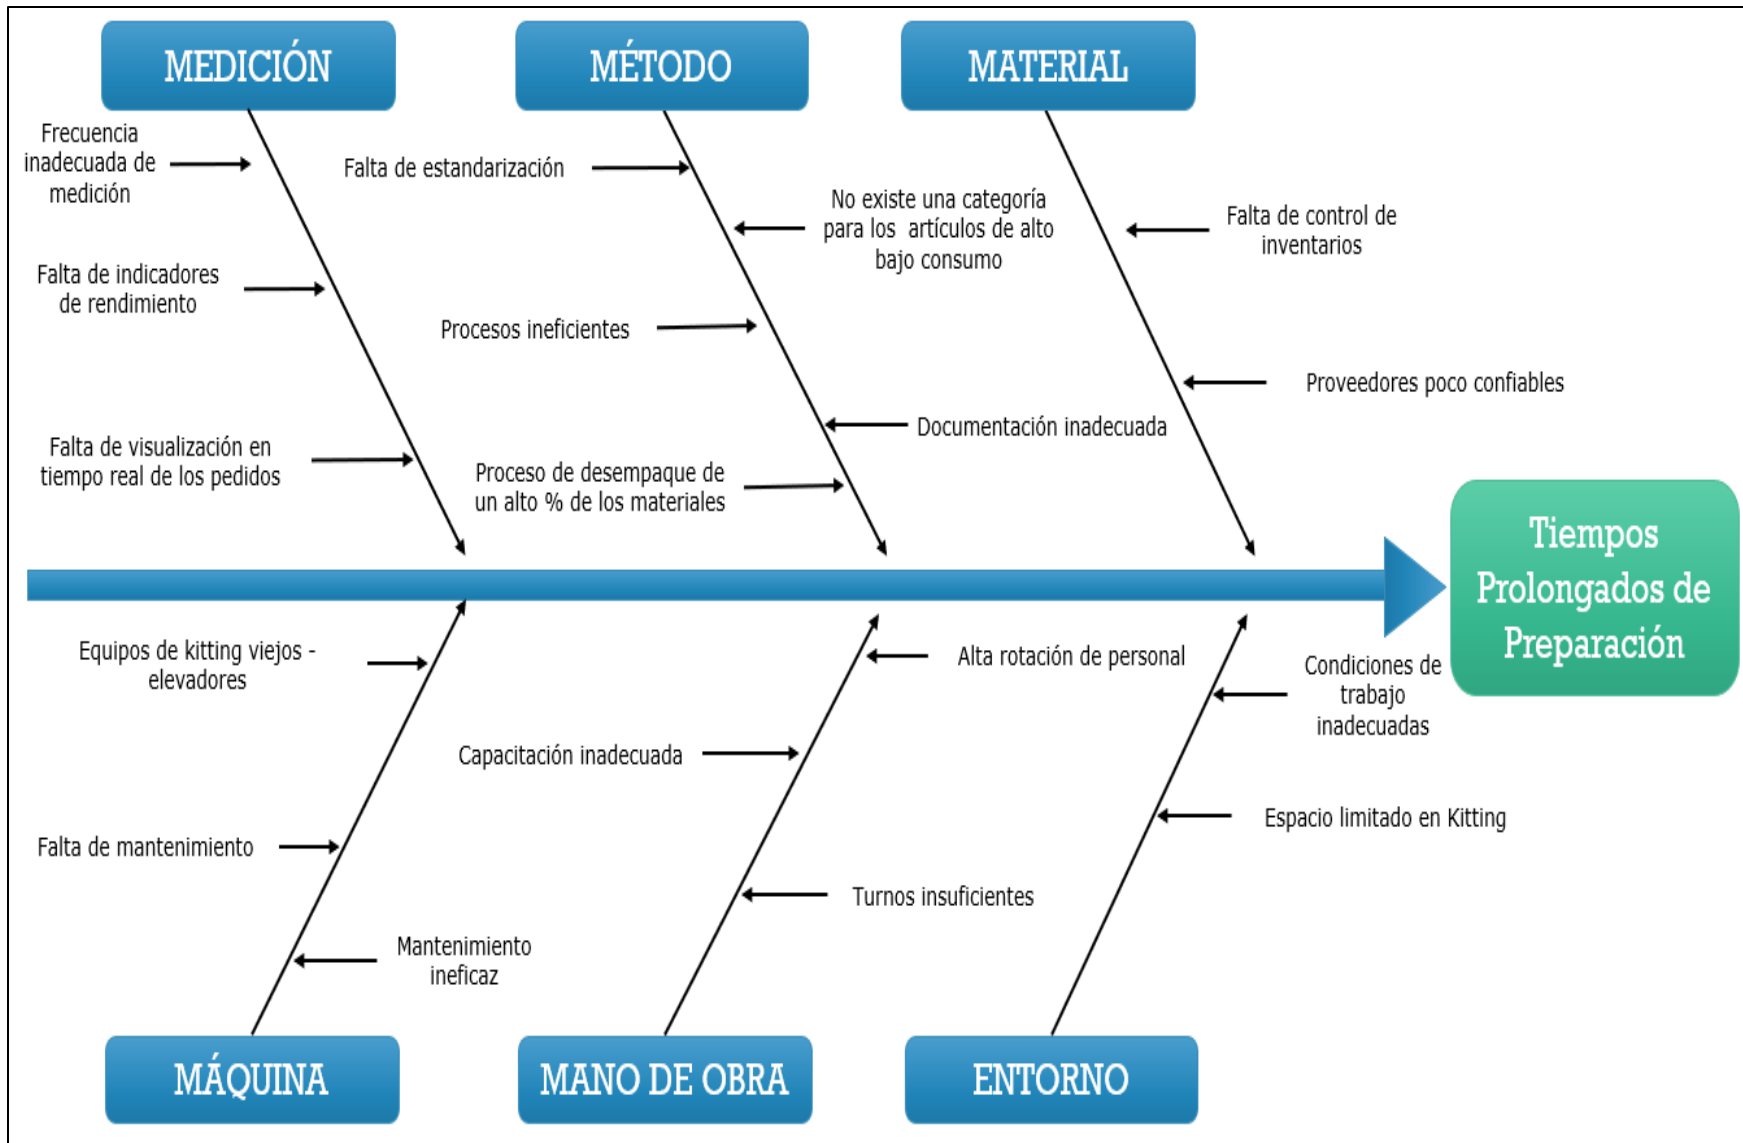 MEDICIÓN
MÉTODO
MATERIAL
Frecuencia
inadecuada de
medición
Falta de indicadores
de rendimiento
Falta de visualización en
tiempo real de los pedidos
Falta de estandarización
No existe una categoría
para los artículos de alto
bajo consumo
Procesos ineficientes
Documentación inadecuada
Proceso de desempaque de
un alto % de los materiales
Falta de control de
inventarios
Proveedores poco confiables
Tiempos
Prolongados de
Preparación
Equipos de kitting viejos -
elevadores
Falta de mantenimiento
Mantenimiento
ineficaz
Alta rotación de personal
Capacitación inadecuada
Turnos insuficientes
Condiciones de
trabajo
inadecuadas
Espacio limitado en Kitting
MÁQUINA
MANO DE OBRA
ENTORNO